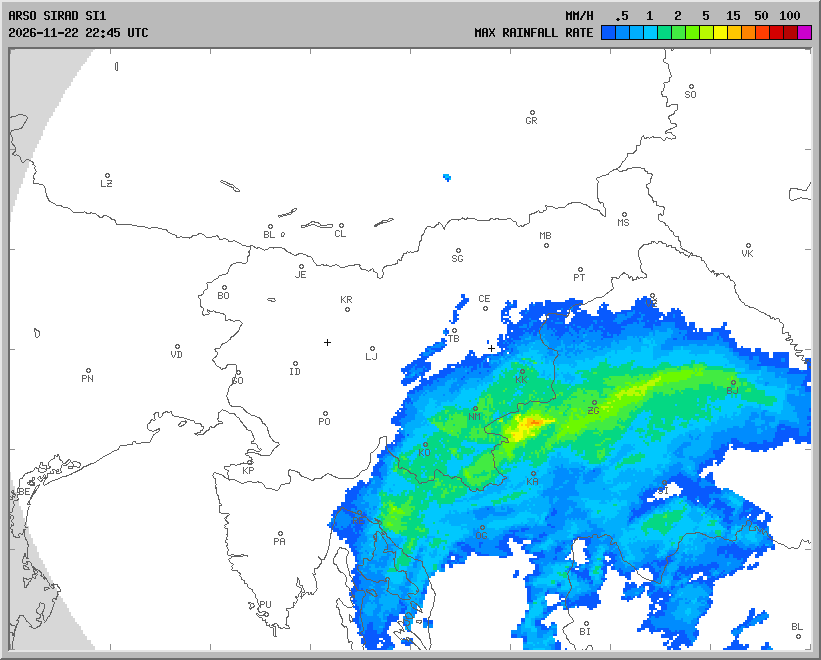 ARSO SIRAD SI1
2026-11-22 22:45 UTC
MM/H .5 1 2 5 15 50 100
MAX RAINFALL RATE
SO
GR
LZ
MS
BL
CL
MB
VK
SG
JE
PT
BO
KR
CE
TB
VD
LJ
ID
GO
KK
PN
BJ
NM
ZG
PO
KO
KP
KA
BE
SI
OG
PA
PU
BI
BL